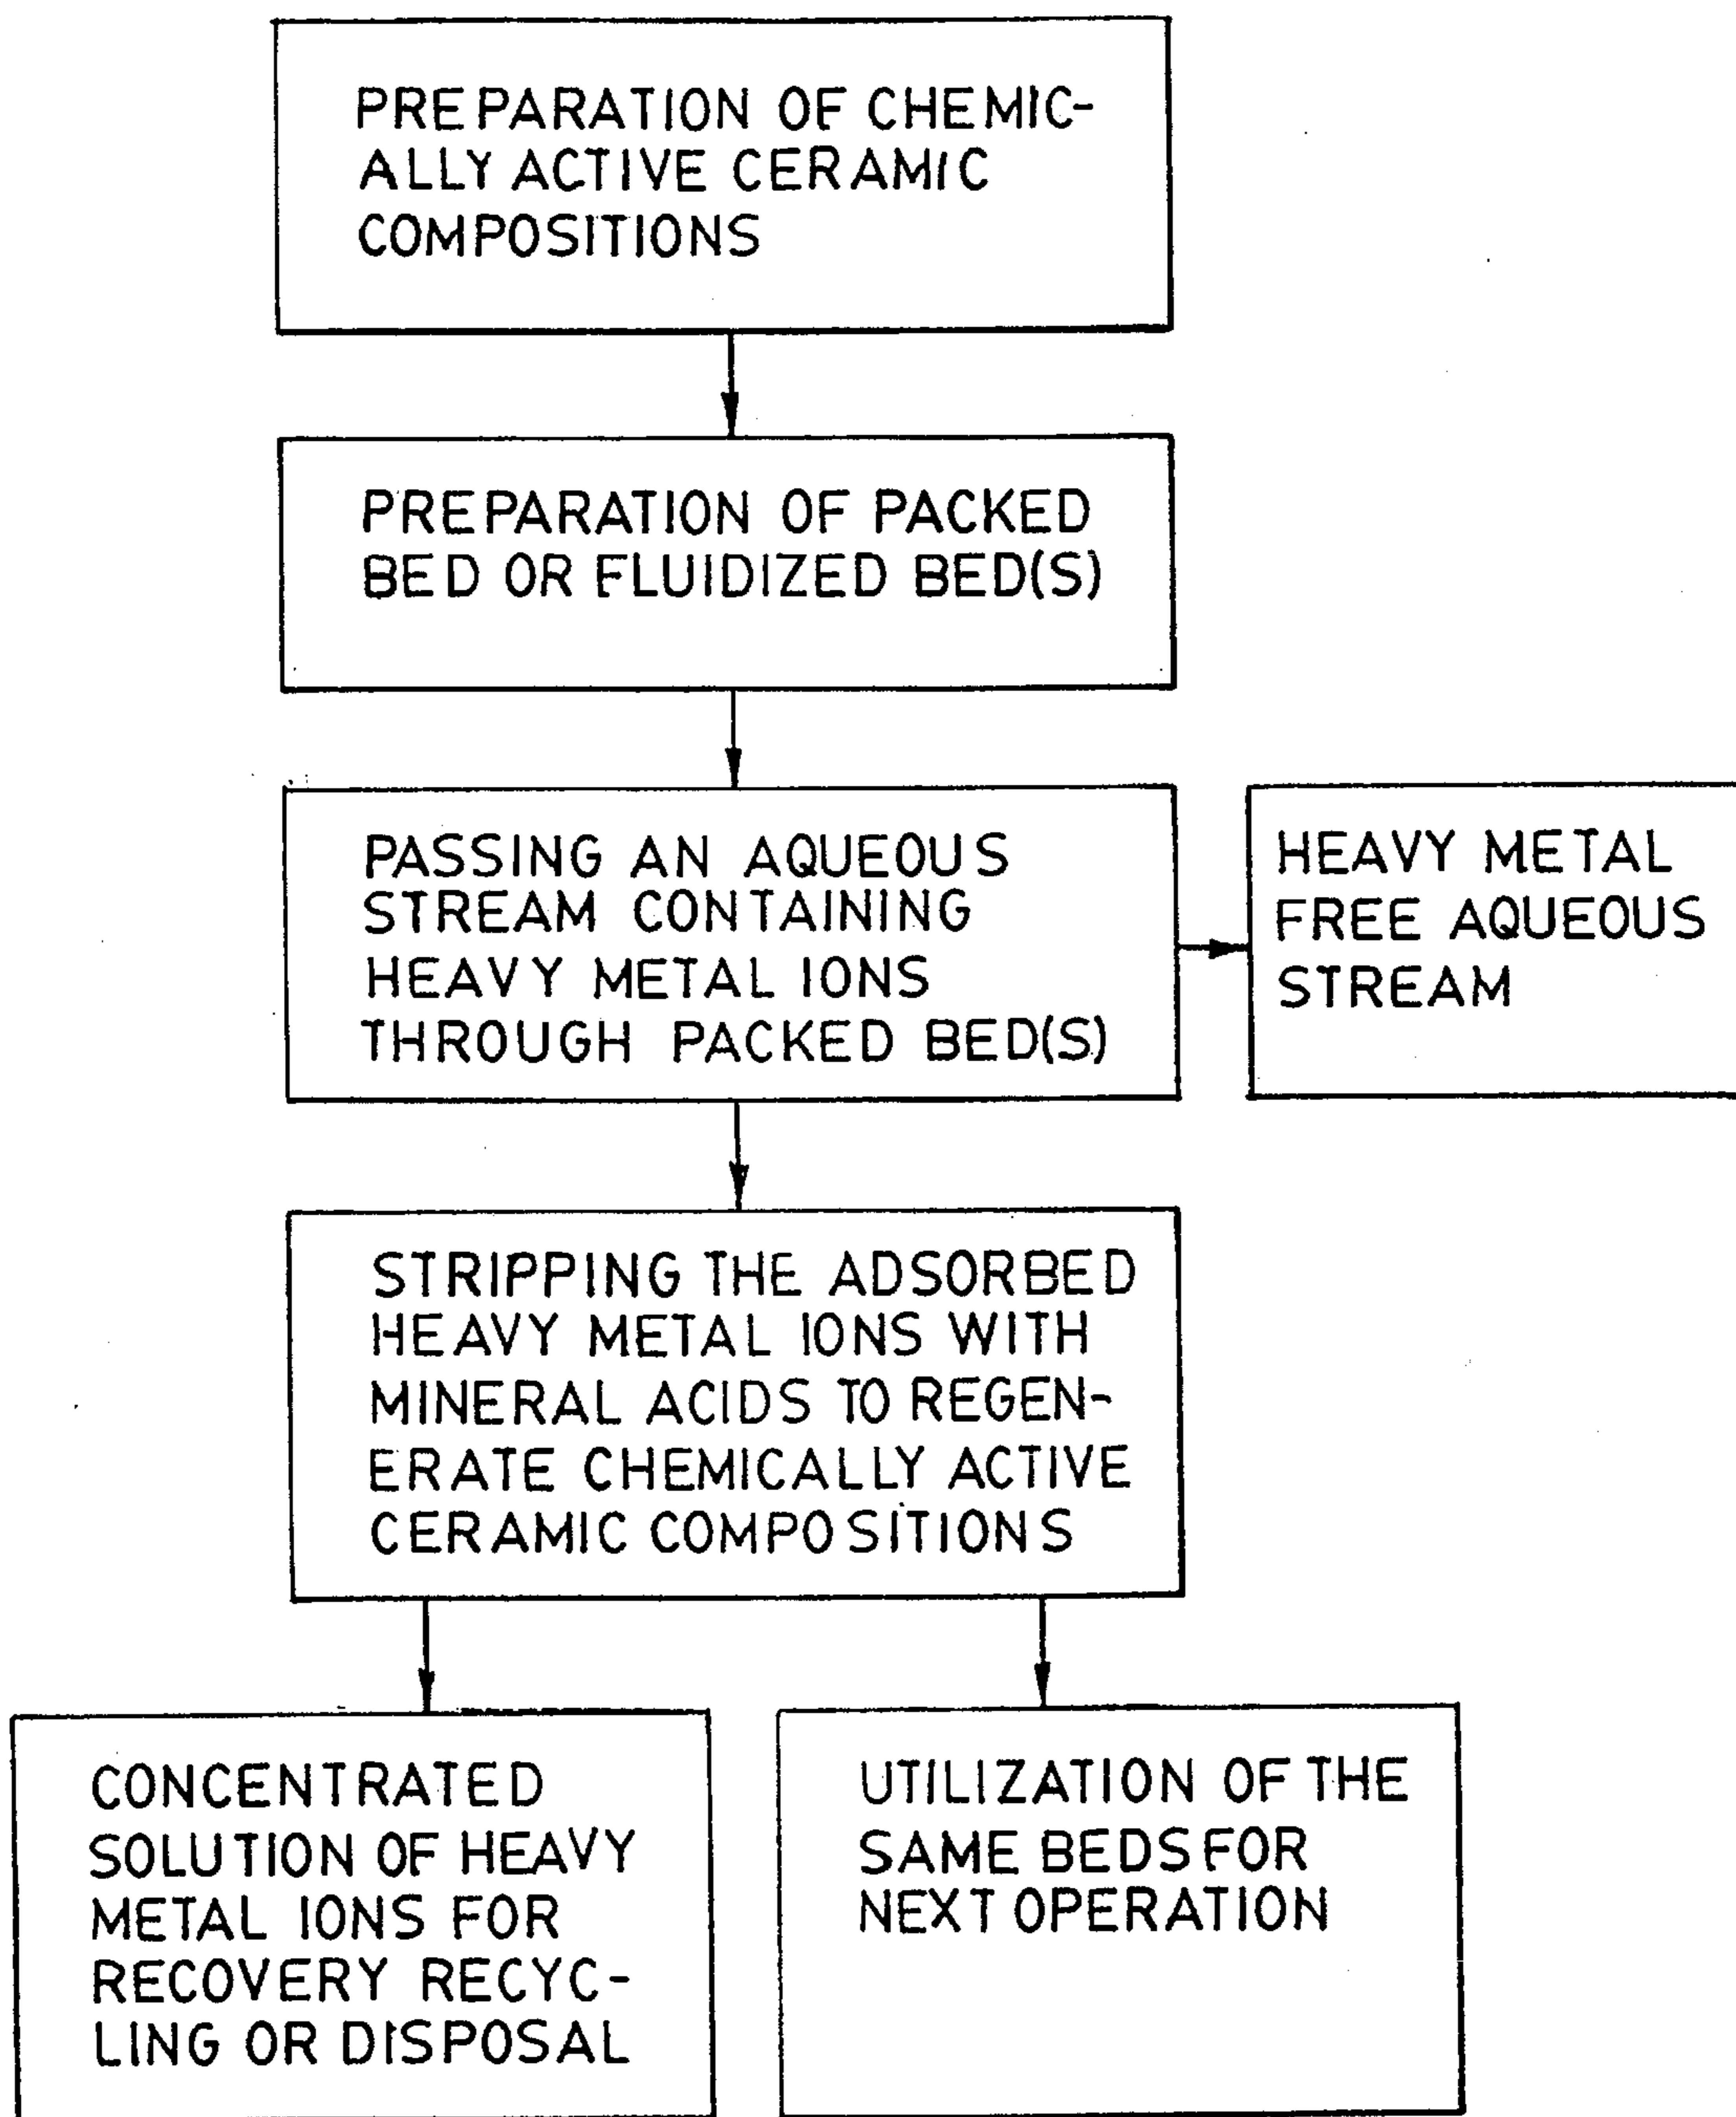 PREPARATION OF CHEMIC-
ALLY ACTIVE CERAMIC
COMPOSITIONS
PREPARATION OF PACKED
BED OR FLUIDIZED BED(S)
PASSING AN AQUEOUS
STREAM CONTAINING
HEAVY METAL IONS
THROUGH PACKED BED(S)
HEAVY METAL
FREE AQUEOUS
STREAM
STRIPPING THE ADSORBED
HEAVY METAL IONS WITH
MINERAL ACIDS TO REGEN-
ERATE CHEMICALLY ACTIVE
CERAMIC COMPOSITIONS
CONCENTRATED
SOLUTION OF HEAVY
METAL IONS FOR
RECOVERY RECYC-
LING OR DISPOSAL
UTILIZATION OF THE
SAME BEDS FOR
NEXT OPERATION